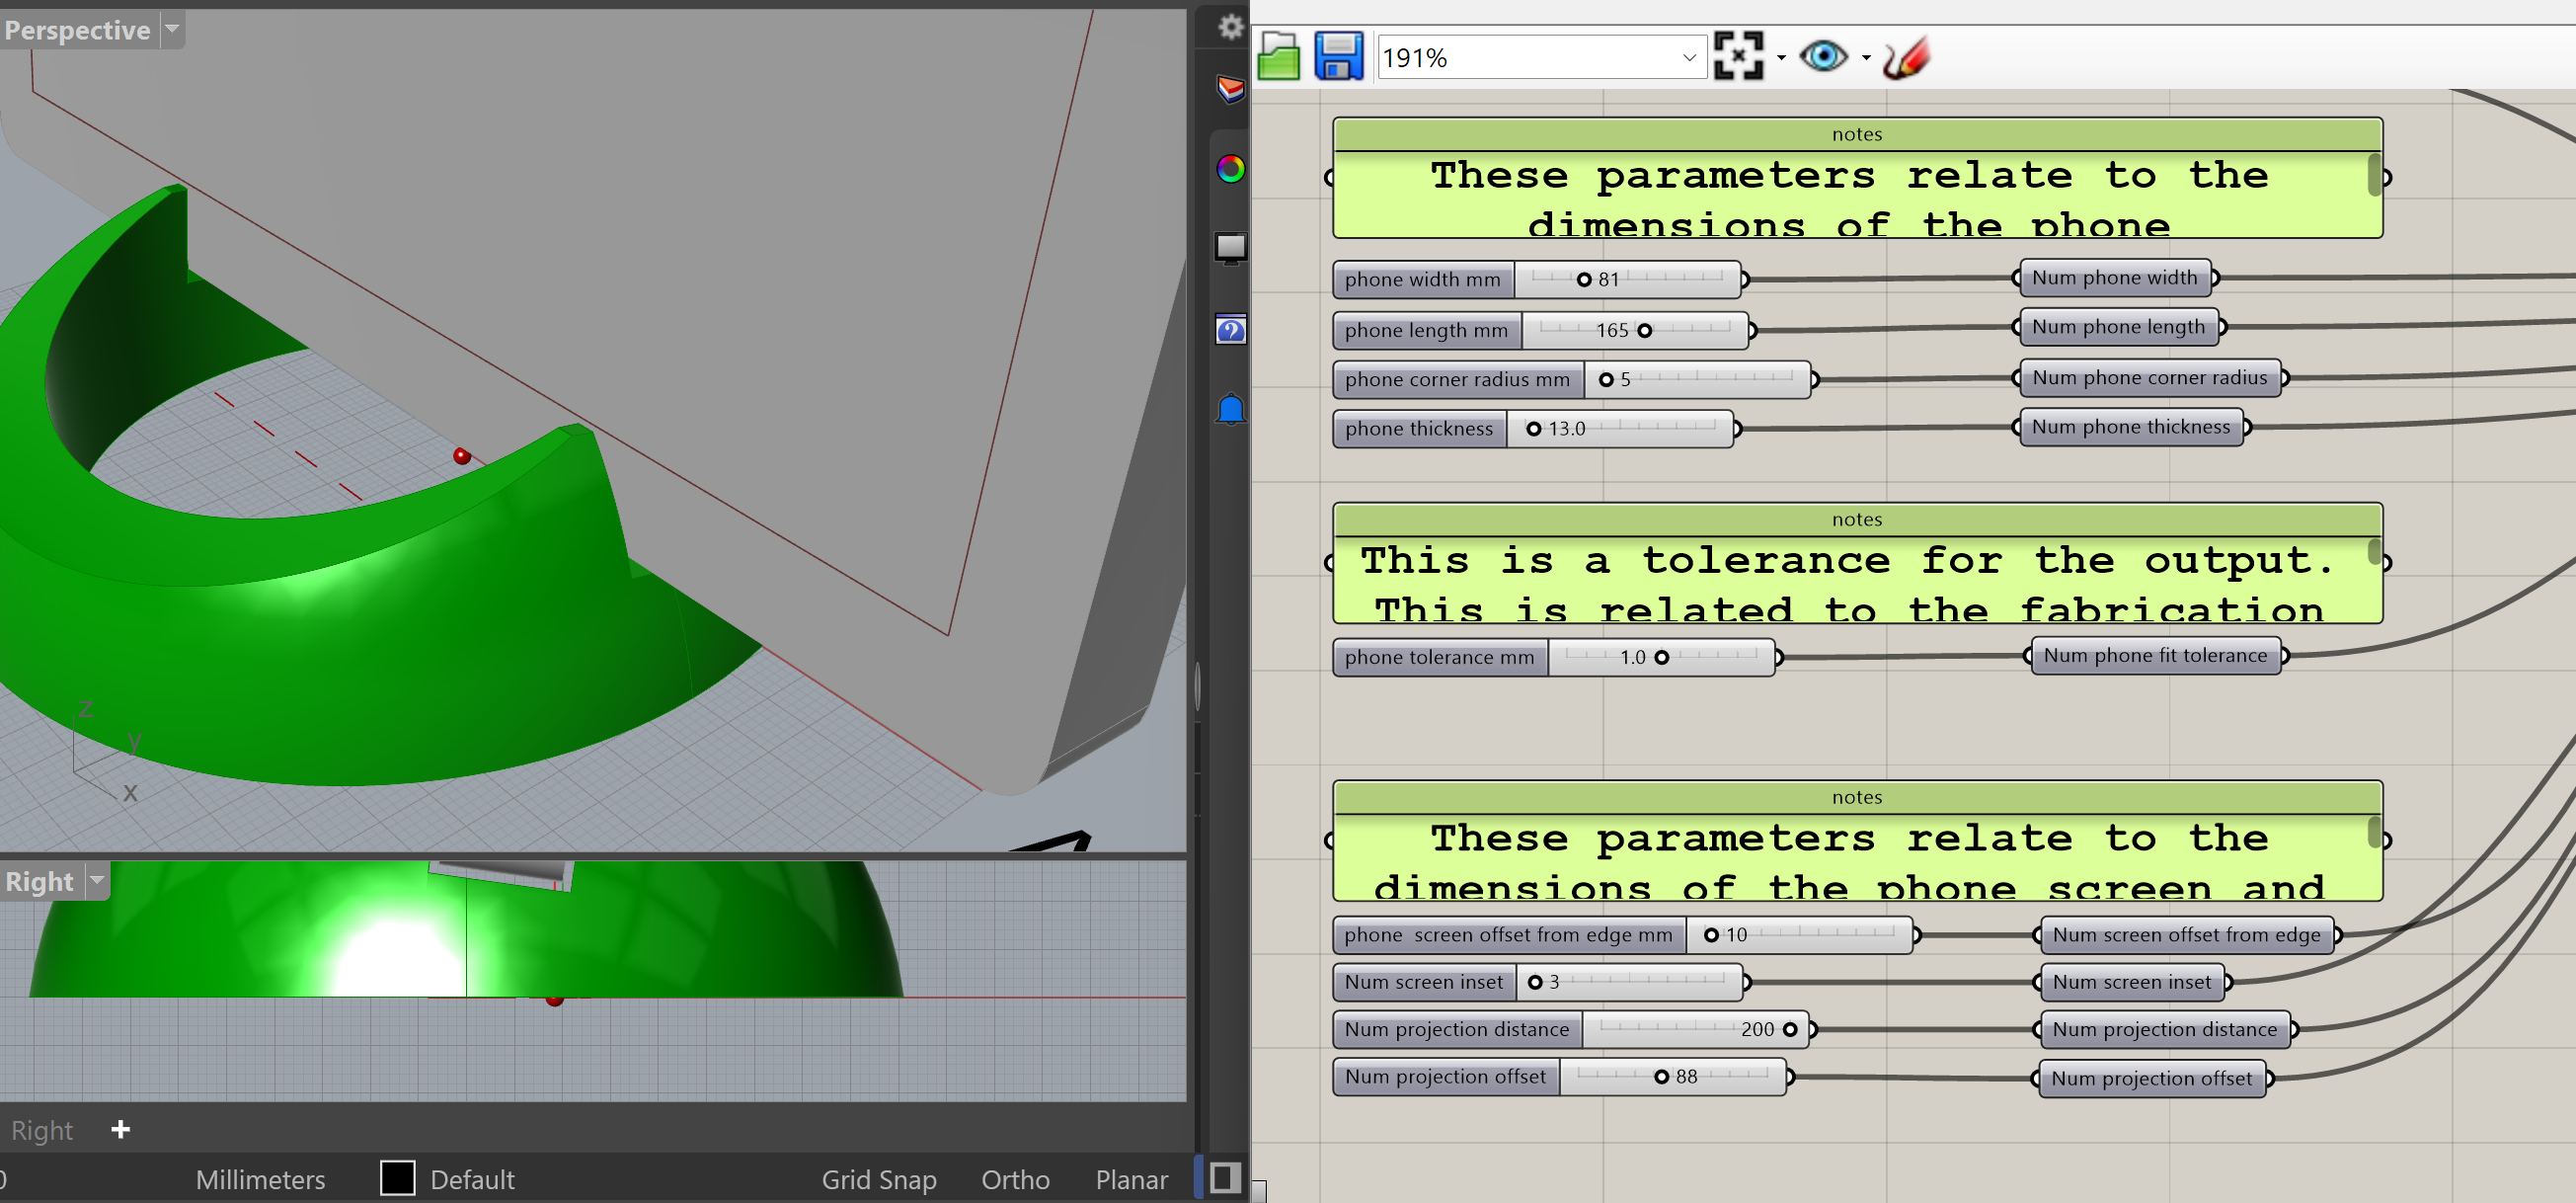 Perspective
z
y
x
Right
Right
Millimeters
Default
Grid Snap
Ortho
Planar
191%
notes
These parameters relate to the
dimensions of the phone
phone width mm
81
Num phone width
phone length mm
165
Num phone length
phone corner radius mm
5
Num phone corner radius
phone thickness
13.0
Num phone thickness
notes
This is a tolerance for the output.
This is related to the fabrication
phone tolerance mm
1.0
Num phone fit tolerance
notes
These parameters relate to the
dimensions of the phone screen and
phone  screen offset from edge mm
10
Num screen offset from edge
Num screen inset
3
Num screen inset
Num projection distance
200
Num projection distance
Num projection offset
88
Num projection offset